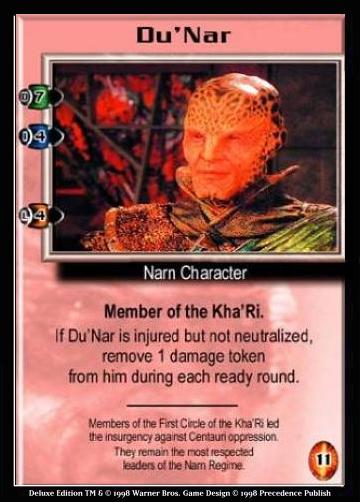 Du'Nar
D 7
I 4
L 4
Narn Character
Member of the Kha'Ri.
If Du'Nar is injured but not neutralized,
remove 1 damage token
from him during each ready round.
Members of the First Circle of the Kha'Ri led
the insurgency against Centauri oppression.
They remain the most respected
leaders of the Narn Regime.
11
Deluxe Edition TM & © 1998 Warner Bros. Game Design © 1998 Precedence Publish